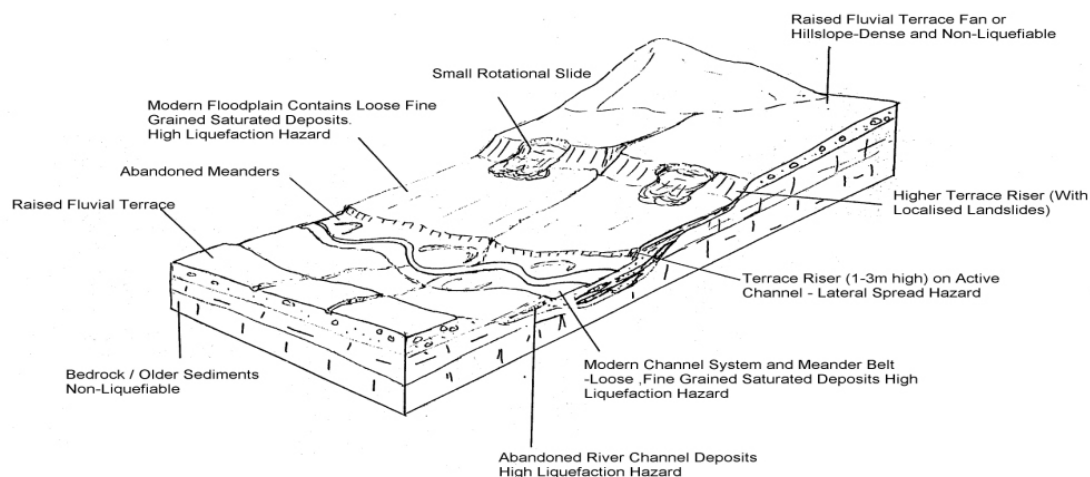 Raised Fluvial Terrace Fan or
Hillslope-Dense and Non-Liquefiable
Small Rotational Slide
Modern Floodplain Contains Loose Fine
Grained Saturated Deposits.
High Liquefaction Hazard
Abandoned Meanders
Raised Fluvial Terrace
Higher Terrace Riser (With
Localised Landslides)
Terrace Riser (1-3m high) on Active
Channel - Lateral Spread Hazard
Bedrock / Older Sediments
Non-Liquefiable
Modern Channel System and Meander Belt
-Loose ,Fine Grained Saturated Deposits High
Liquefaction Hazard
Abandoned River Channel Deposits
High Liquefaction Hazard